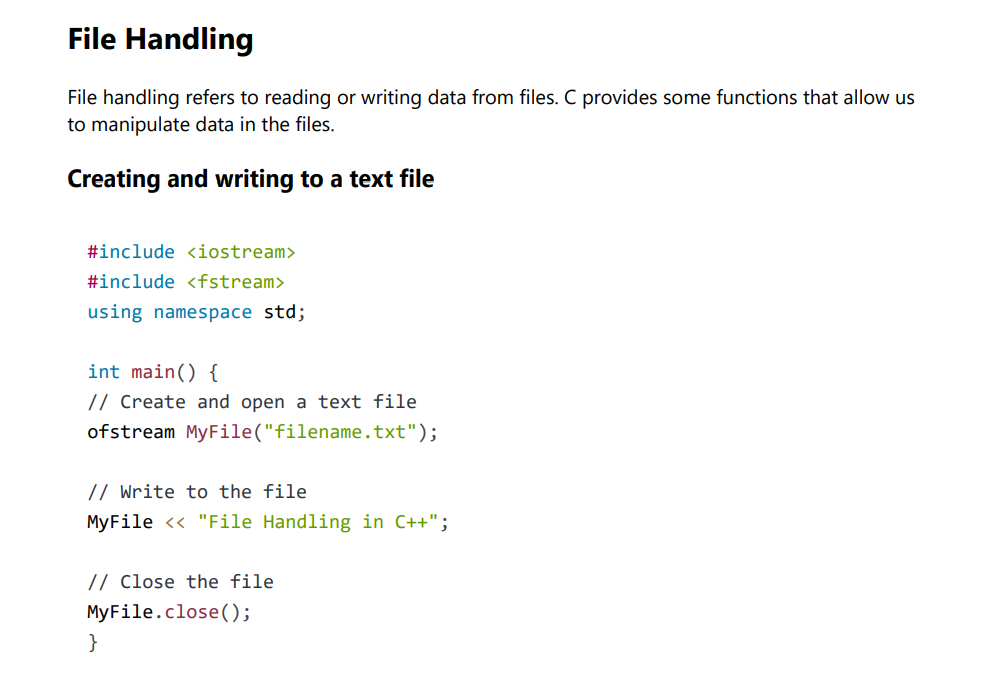 File Handling
File handling refers to reading or writing data from files. C provides some functions that allow us
to manipulate data in the files.
Creating and writing to a text file
#include <iostream>
#include <fstream>
using namespace std;
int main() {
// Create and open a text file
ofstream MyFile("filename.txt");
// Write to the file
MyFile << "File Handling in C++";
// Close the file
MyFile.close();
}